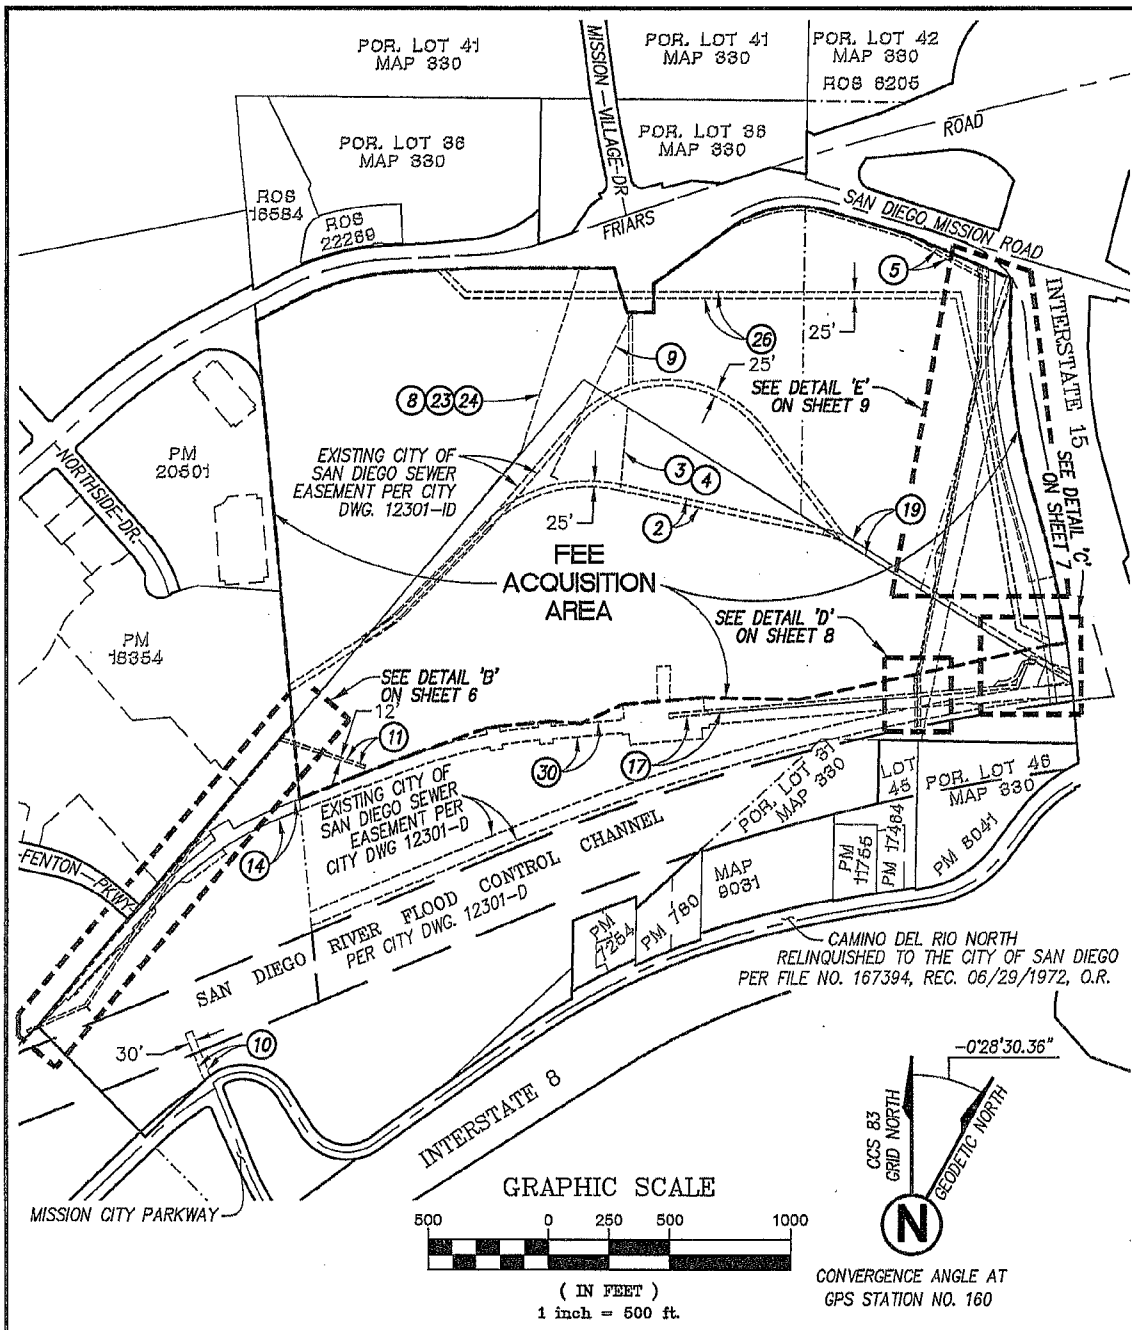 POR. LOT 41
MAP 330
MISSION VILLAGE DR.
POR. LOT 41
MAP 330
POR. LOT 42
MAP 330
ROS 6205
POR. LOT 36
MAP 330
POR. LOT 36
MAP 330
ROAD
ROS
16584
ROS
22269
FRIARS
SAN DIEGO MISSION ROAD
5
INTERSTATE 15
26
25'
9
25'
SEE DETAIL 'E'
ON SHEET 9
8 23 24
SEE DETAIL 'C'
ON SHEET 7
PM
20501
NORTHSIDE DR.
EXISTING CITY OF
SAN DIEGO SEWER
EASEMENT PER CITY
DWG. 12301-ID
3 4
19
25'
2
FEE
ACQUISITION
AREA
SEE DETAIL 'D'
ON SHEET 8
PM
18354
SEE DETAIL 'B'
ON SHEET 6
12'
11
30
17
POR. LOT 31
MAP 330
LOT
45
POR. LOT 46
MAP 330
EXISTING CITY OF
SAN DIEGO SEWER
EASEMENT PER
CITY DWG 12301-D
14
FENTON PKWY
SAN DIEGO RIVER FLOOD CONTROL CHANNEL
PER CITY DWG. 12301-D
PM
7254
PM 780
MAP
9031
PM
11755
PM 17464
PM 8041
CAMINO DEL RIO NORTH
RELINQUISHED TO THE CITY OF SAN DIEGO
PER FILE NO. 167394, REC. 06/29/1972, O.R.
30'
10
INTERSTATE 8
MISSION CITY PARKWAY
-0°28'30.36"
CCS 83
GRID NORTH
GEODETIC NORTH
N
CONVERGENCE ANGLE AT
GPS STATION NO. 160
GRAPHIC SCALE
500 0 250 500 1000
( IN FEET )
1 inch = 500 ft.